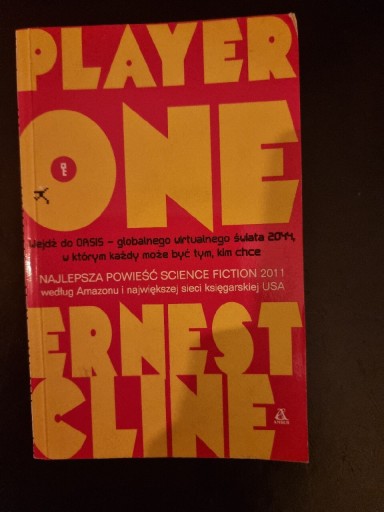 PLAYER
ONE
Wejdź do OASIS – globalnego wirtualnego świata 2044,
w którym każdy może być tym, kim chce
NAJLEPSZA POWIEŚĆ SCIENCE FICTION 2011
według Amazonu i największej sieci księgarskiej USA
ERNEST
CLINE